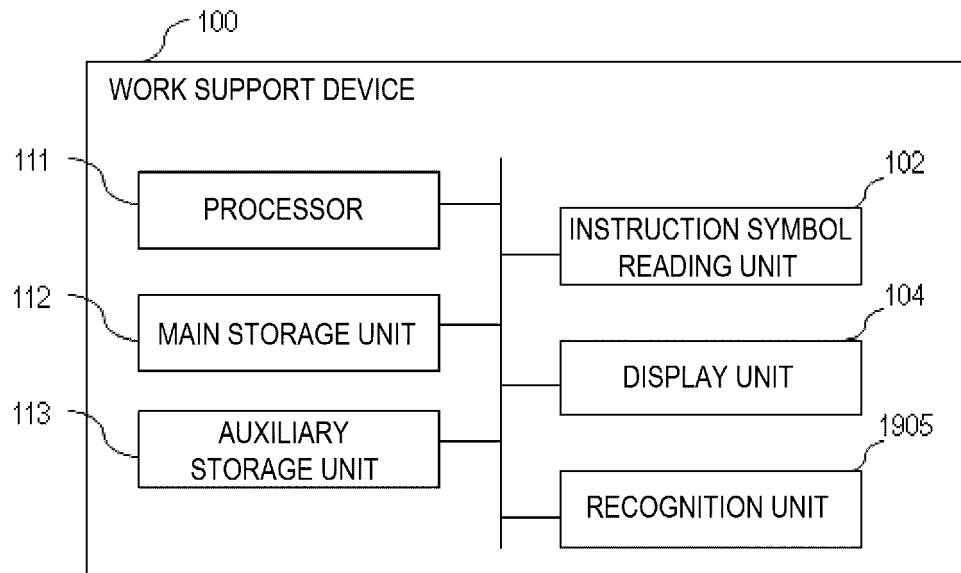 100
WORK SUPPORT DEVICE
111
PROCESSOR
102
INSTRUCTION SYMBOL
READING UNIT
112
MAIN STORAGE UNIT
104
DISPLAY UNIT
113
AUXILIARY
STORAGE UNIT
1905
RECOGNITION UNIT